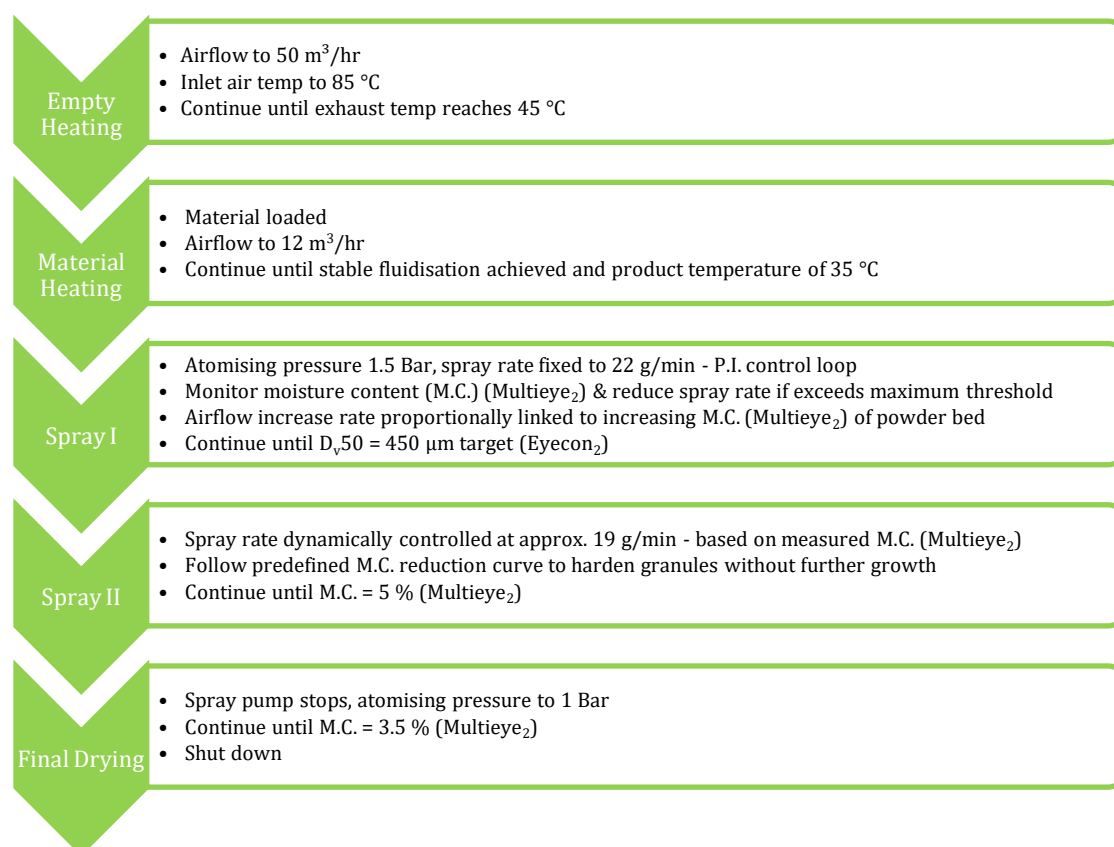 Empty
Heating
• Airflow to 50 m³/hr
• Inlet air temp to 85 °C
• Continue until exhaust temp reaches 45 °C
Material
Heating
• Material loaded
• Airflow to 12 m³/hr
• Continue until stable fluidisation achieved and product temperature of 35 °C
Spray I
• Atomising pressure 1.5 Bar, spray rate fixed to 22 g/min - P.I. control loop
• Monitor moisture content (M.C.) (Multieye₂) & reduce spray rate if exceeds maximum threshold
• Airflow increase rate proportionally linked to increasing M.C. (Multieye₂) of powder bed
• Continue until Dᵥ50 = 450 µm target (Eyecon₂)
Spray II
• Spray rate dynamically controlled at approx. 19 g/min - based on measured M.C. (Multieye₂)
• Follow predefined M.C. reduction curve to harden granules without further growth
• Continue until M.C. = 5 % (Multieye₂)
Final Drying
• Spray pump stops, atomising pressure to 1 Bar
• Continue until M.C. = 3.5 % (Multieye₂)
• Shut down